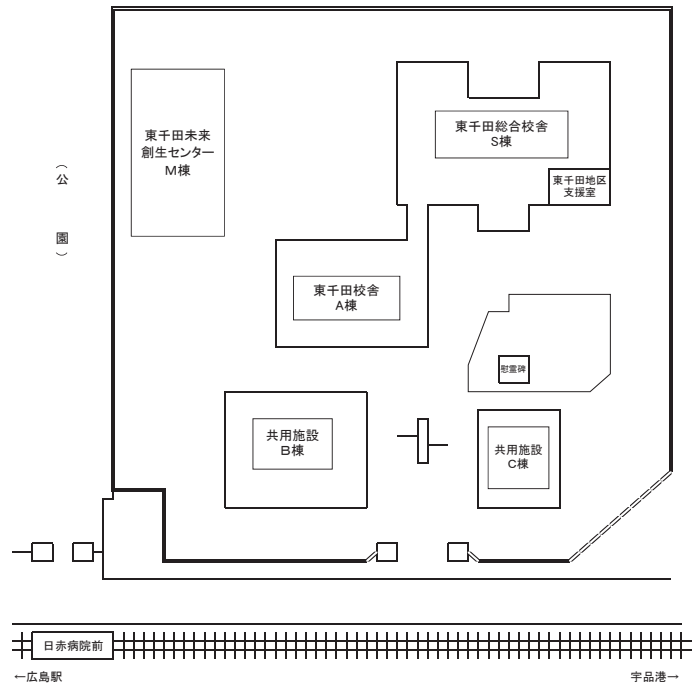 東千田未来
創生センター
M棟
東千田総合校舎
S棟
東千田地区
支援室
（公園）
東千田校舎
A棟
慰霊碑
共用施設
B棟
共用施設
C棟
日赤病院前
←広島駅
宇品港→